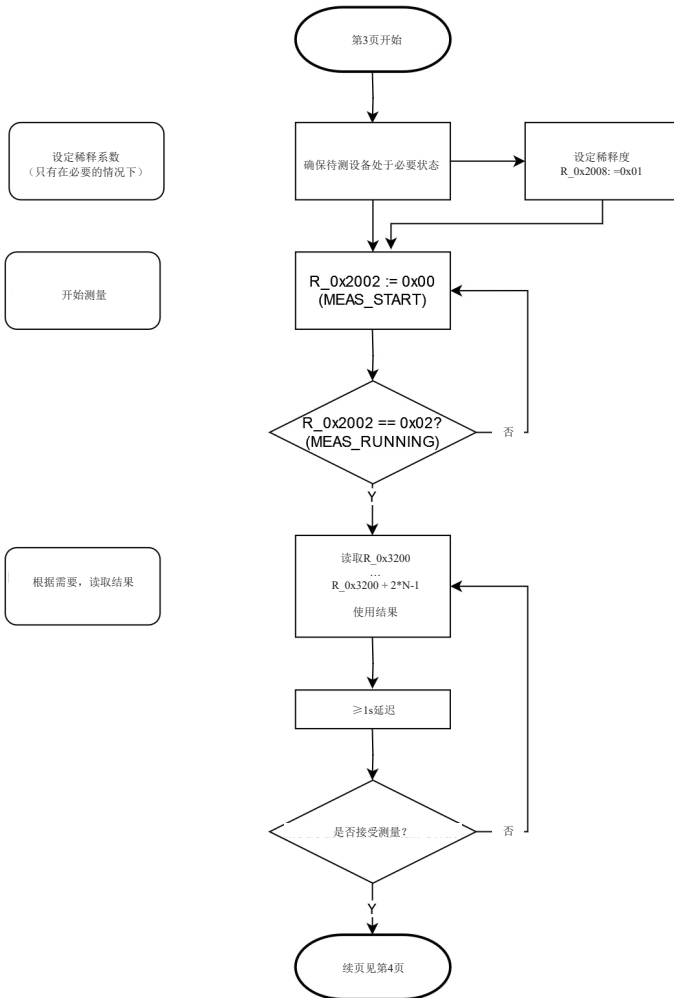 第3页开始
设定稀释系数
（只有在必要的情况下）
确保待测设备处于必要状态
设定稀释度
R_0x2008: =0x01
开始测量
R_0x2002 := 0x00
(MEAS_START)
R_0x2002 == 0x02?
(MEAS_RUNNING)
否
Y
根据需要，读取结果
读取R_0x3200
...
R_0x3200 + 2*N-1
使用结果
≥1s延迟
是否接受测量？
否
Y
续页见第4页